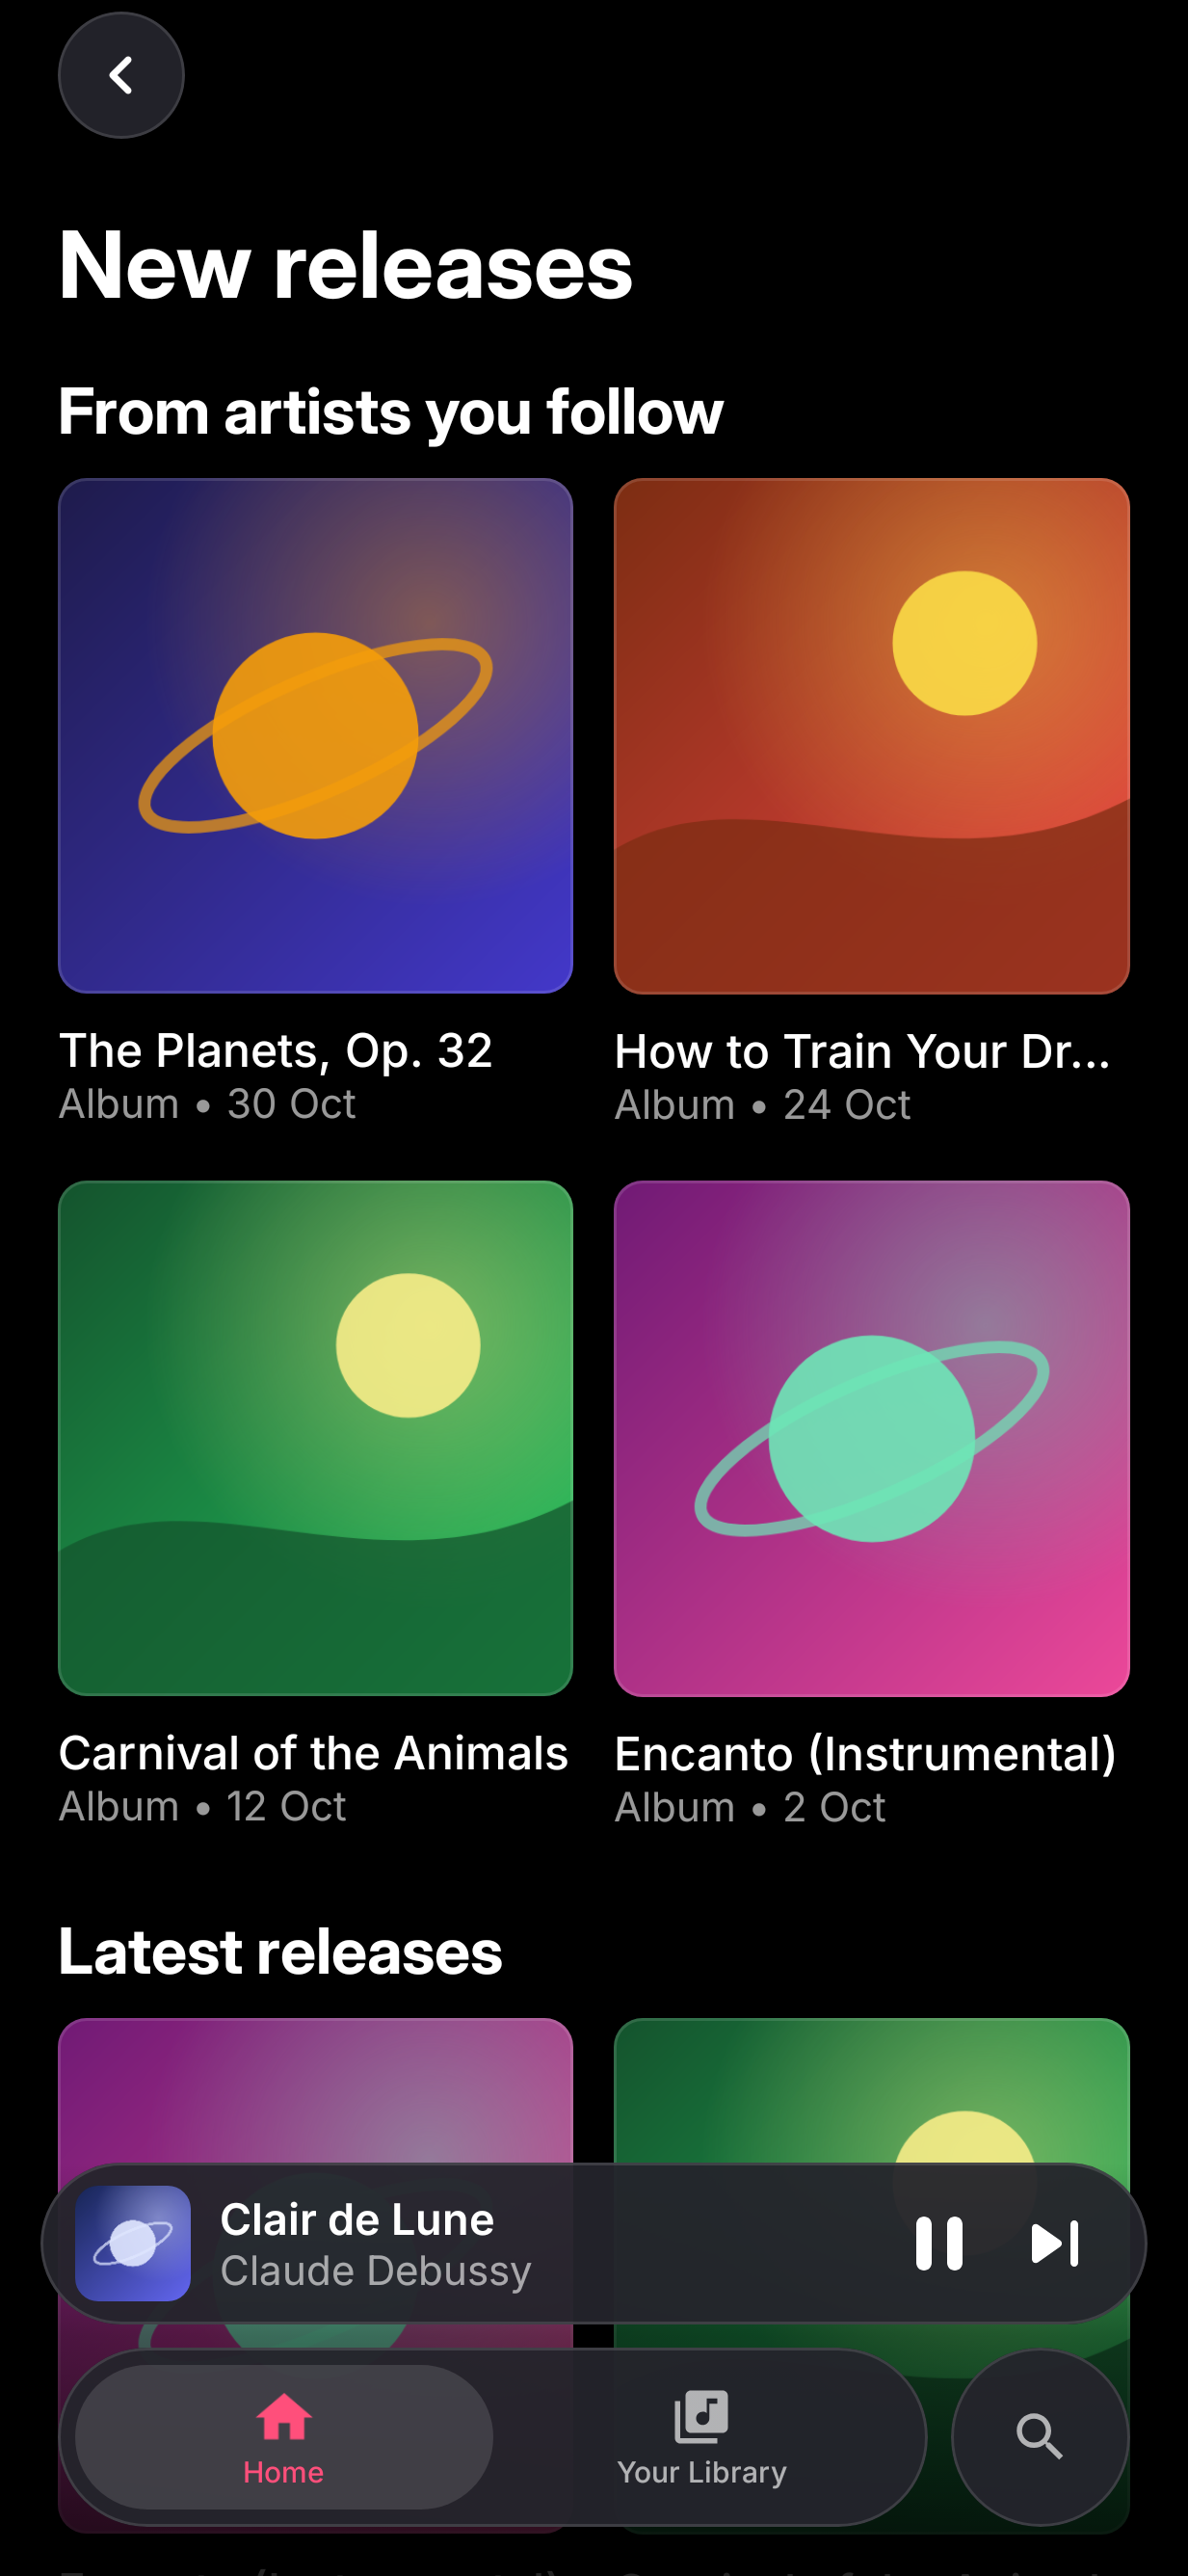 New releases
From artists you follow
The Planets, Op. 32
Album • 30 Oct
How to Train Your Dr...
Album • 24 Oct
Carnival of the Animals
Album • 12 Oct
Encanto (Instrumental)
Album • 2 Oct
Latest releases
Clair de Lune
Claude Debussy
Home
Your Library